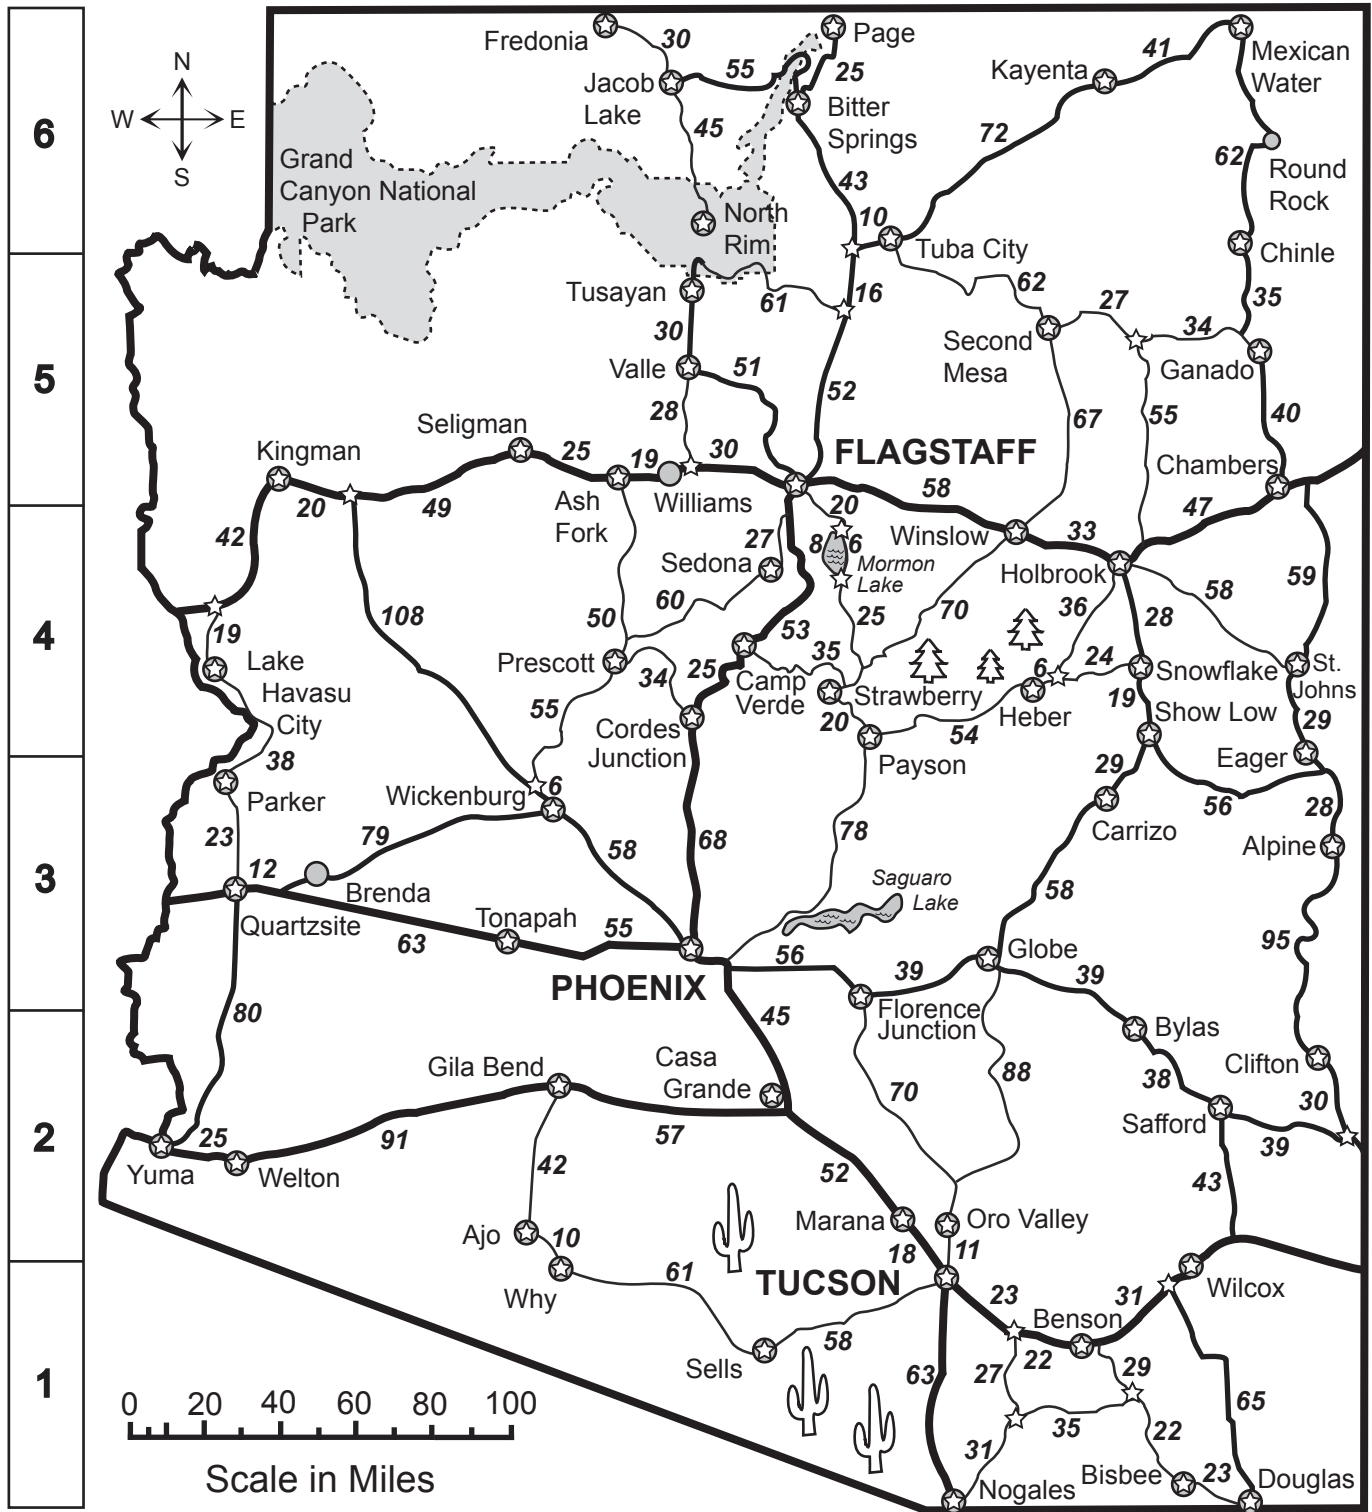 Fredonia
30
Page
41
Mexican
Water
N
W
E
S
6
Jacob
Lake
55
25
Kayenta
Bitter
Springs
72
45
62
Round
Rock
Grand
Canyon National
Park
43
North
Rim
10
Tuba City
Chinle
Tusayan
61
16
62
27
35
30
Second
Mesa
34
Ganado
Valle
51
5
52
28
67
55
40
Seligman
Kingman
25
19
30
FLAGSTAFF
Chambers
20
49
Ash
Fork
Williams
58
47
20
42
27
8
6
Winslow
33
Sedona
Mormon
Lake
Holbrook
58
59
108
50
60
70
36
4
19
53
25
28
Lake
Havasu
City
Prescott
34
25
35
Camp
Verde
Strawberry
6
24
Heber
Snowflake
St.
Johns
19
Show Low
55
Cordes
Junction
20
54
29
38
Payson
Eager
29
Parker
Wickenburg
6
56
28
Carrizo
23
79
58
68
78
Alpine
3
12
Brenda
Saguaro
Lake
58
Quartzsite
Tonapah
55
63
56
39
Globe
39
95
PHOENIX
Florence
Junction
80
45
Bylas
Casa
Grande
Gila Bend
Clifton
88
38
70
30
Safford
2
25
91
57
39
Yuma
Welton
42
52
43
Marana
Oro Valley
Ajo
10
18
11
61
TUCSON
Wilcox
Why
23
31
Benson
58
Sells
22
63
27
29
1
65
0 20 40 60 80 100
35
22
31
Scale in Miles
Nogales
Bisbee
23
Douglas